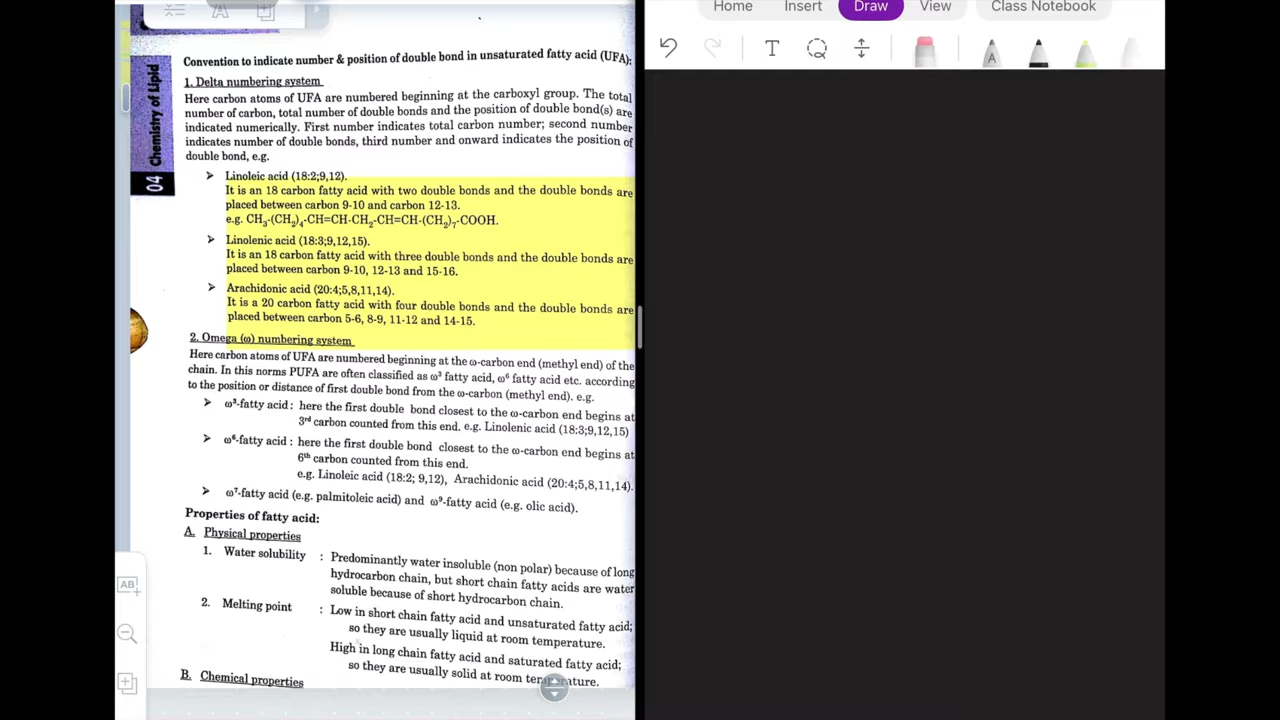 Home Insert Draw View Class Notebook
T
A
A
AB
04 Chemistry of Lipid
Convention to indicate number & position of double bond in unsaturated fatty acid (UFA):
1. Delta numbering system
Here carbon atoms of UFA are numbered beginning at the carboxyl group. The total
number of carbon, total number of double bonds and the position of double bond(s) are
indicated numerically. First number indicates total carbon number; second number
indicates number of double bonds, third number and onward indicates the position of
double bond, e.g.
➤ Linoleic acid (18:2;9,12).
It is an 18 carbon fatty acid with two double bonds and the double bonds are
placed between carbon 9-10 and carbon 12-13.
e.g. CH₃-(CH₂)₄-CH=CH-CH₂-CH=CH-(CH₂)₇-COOH.
➤ Linolenic acid (18:3;9,12,15).
It is an 18 carbon fatty acid with three double bonds and the double bonds are
placed between carbon 9-10, 12-13 and 15-16.
➤ Arachidonic acid (20:4;5,8,11,14).
It is a 20 carbon fatty acid with four double bonds and the double bonds are
placed between carbon 5-6, 8-9, 11-12 and 14-15.
2. Omega (ω) numbering system
Here carbon atoms of UFA are numbered beginning at the ω-carbon end (methyl end) of the
chain. In this norms PUFA are often classified as ω³ fatty acid, ω⁶ fatty acid etc. according
to the position or distance of first double bond from the ω-carbon (methyl end). e.g.
➤ ω³-fatty acid : here the first double bond closest to the ω-carbon end begins at
3rd carbon counted from this end. e.g. Linolenic acid (18:3;9,12,15)
➤ ω⁶-fatty acid : here the first double bond closest to the ω-carbon end begins at
6th carbon counted from this end.
e.g. Linoleic acid (18:2; 9,12), Arachidonic acid (20:4;5,8,11,14).
➤ ω⁷-fatty acid (e.g. palmitoleic acid) and ω⁹-fatty acid (e.g. olic acid).
Properties of fatty acid:
A. Physical properties
1. Water solubility : Predominantly water insoluble (non polar) because of long
hydrocarbon chain, but short chain fatty acids are water
soluble because of short hydrocarbon chain.
2. Melting point : Low in short chain fatty acid and unsaturated fatty acid;
so they are usually liquid at room temperature.
High in long chain fatty acid and saturated fatty acid;
so they are usually solid at room temperature.
B. Chemical properties